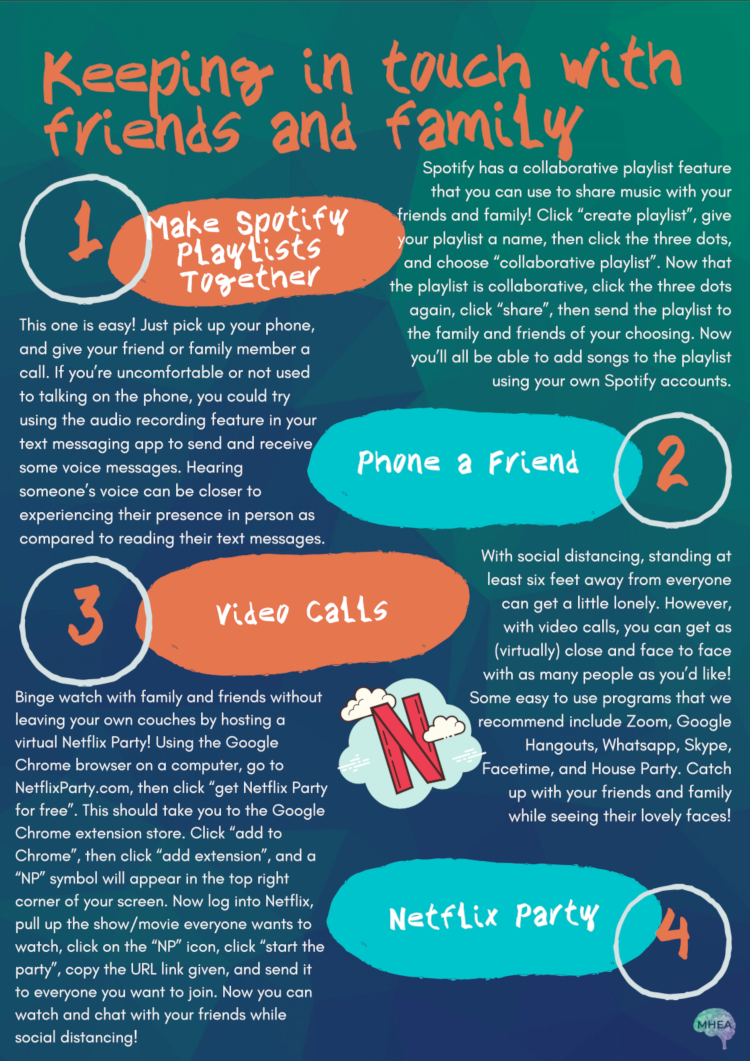 Keeping in touch with
friends and family
1
Make Spotify
Playlists
Together
Spotify has a collaborative playlist feature
that you can use to share music with your
friends and family! Click “create playlist”, give
your playlist a name, then click the three dots,
and choose “collaborative playlist”. Now that
the playlist is collaborative, click the three dots
again, click “share”, then send the playlist to
the family and friends of your choosing. Now
you’ll all be able to add songs to the playlist
using your own Spotify accounts.
2
Phone a Friend
This one is easy! Just pick up your phone,
and give your friend or family member a
call. If you’re uncomfortable or not used
to talking on the phone, you could try
using the audio recording feature in your
text messaging app to send and receive
some voice messages. Hearing
someone’s voice can be closer to
experiencing their presence in person as
compared to reading their text messages.
3
Video Calls
With social distancing, standing at
least six feet away from everyone
can get a little lonely. However,
with video calls, you can get as
(virtually) close and face to face
with as many people as you’d like!
Some easy to use programs that we
recommend include Zoom, Google
Hangouts, Whatsapp, Skype,
Facetime, and House Party. Catch
up with your friends and family
while seeing their lovely faces!
N
Netflix Party
4
Binge watch with family and friends without
leaving your own couches by hosting a
virtual Netflix Party! Using the Google
Chrome browser on a computer, go to
NetflixParty.com, then click “get Netflix Party
for free”. This should take you to the Google
Chrome extension store. Click “add to
Chrome”, then click “add extension”, and a
“NP” symbol will appear in the top right
corner of your screen. Now log into Netflix,
pull up the show/movie everyone wants to
watch, click on the “NP” icon, click “start the
party”, copy the URL link given, and send it
to everyone you want to join. Now you can
watch and chat with your friends while
social distancing!
MHEA